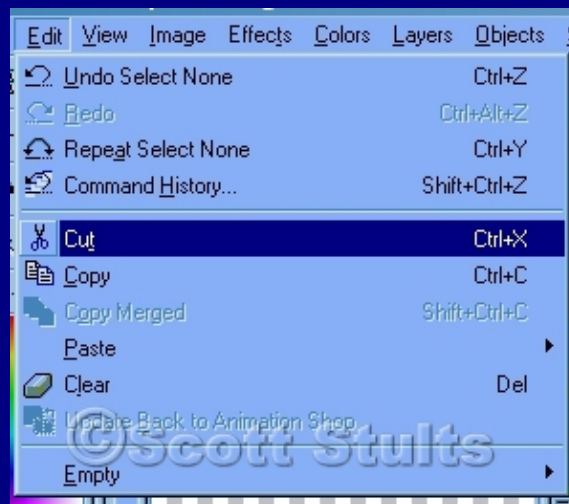 Edit View Image Effects Colors Layers Objects
Undo Select None Ctrl+Z
Redo Ctrl+Alt+Z
Repeat Select None Ctrl+Y
Command History... Shift+Ctrl+Z
Cut Ctrl+X
Copy Ctrl+C
Copy Merged Shift+Ctrl+C
Paste
Clear Del
Update Back to Animation Shop
©Scott Stults
Empty